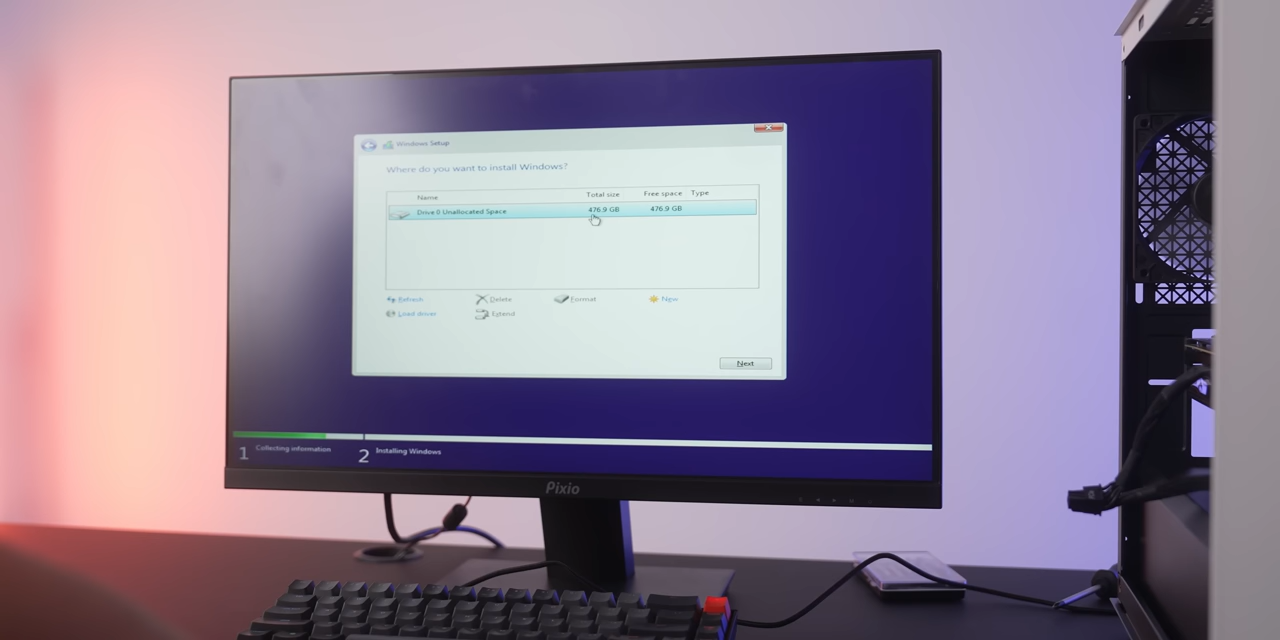 Windows Setup
Where do you want to install Windows?
Name Total size Free space Type
Drive 0 Unallocated Space 476.9 GB 476.9 GB
Refresh Delete Format New
Load driver Extend
Next
1 Collecting information 2 Installing Windows
Pixio